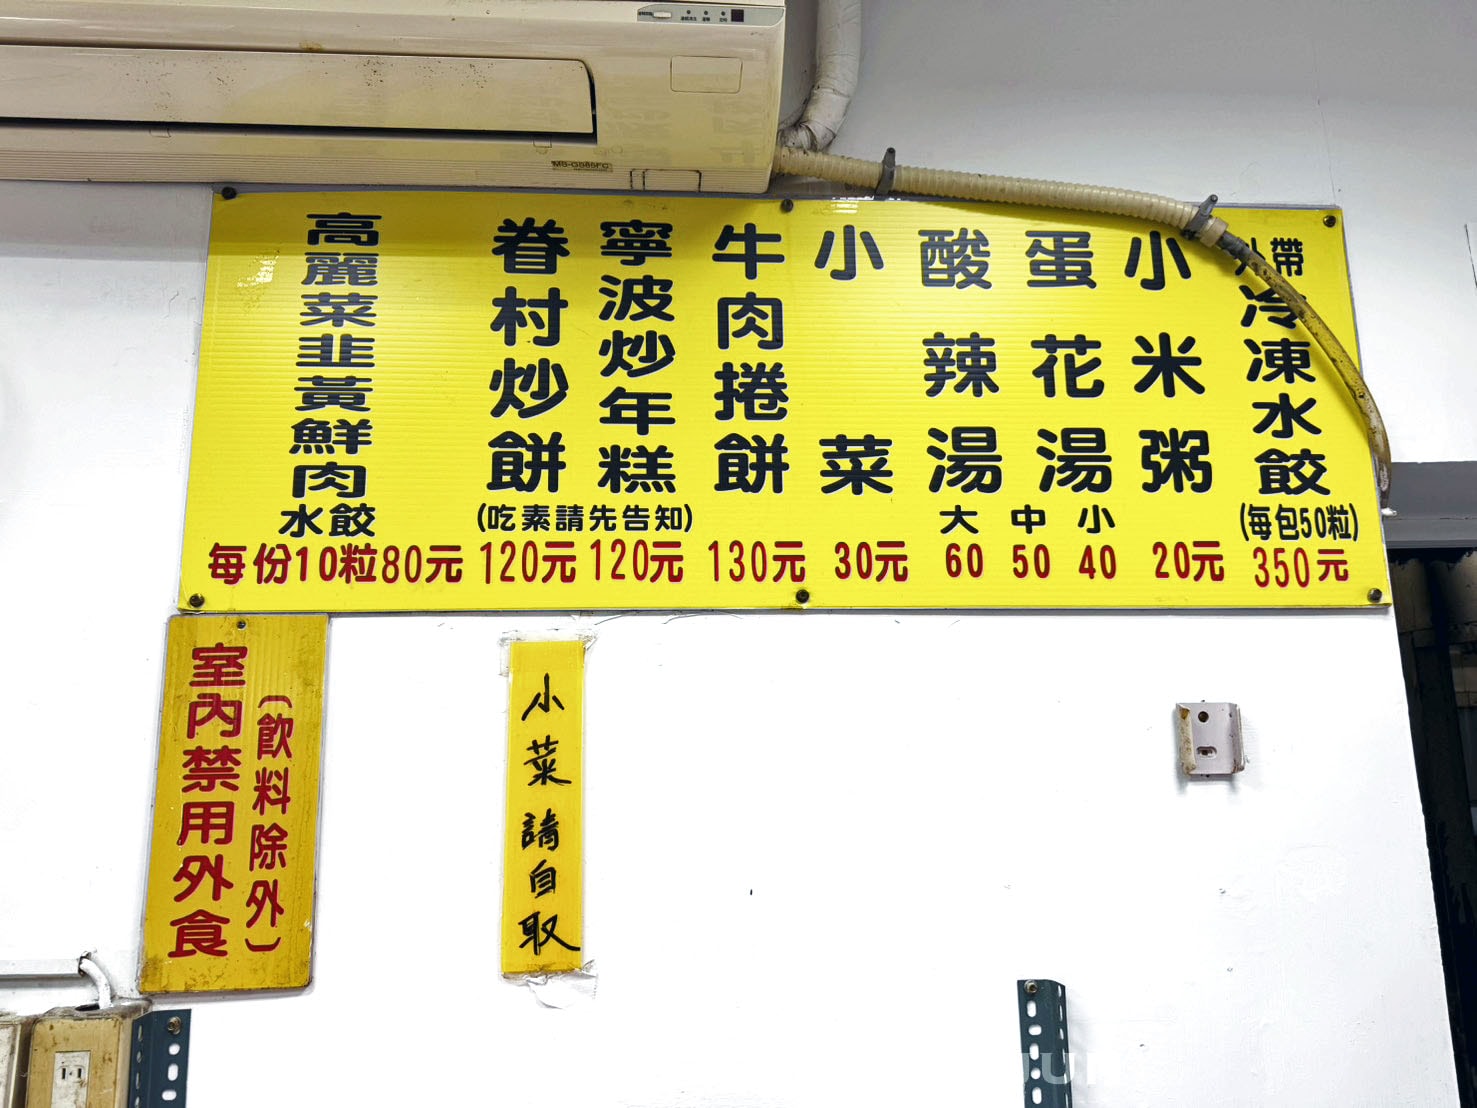 MS-G56FC
高麗菜韭黃鮮肉
水餃
每份10粒80元
眷村炒餅
寧波炒年糕
(吃素請先告知)
120元
120元
牛肉捲餅
130元
小菜
30元
酸辣湯
蛋花湯
大 中 小
60 50 40
小米粥
20元
帶
冷凍水餃
(每包50粒)
350元
(飲料除外)
室內禁用外食
小菜請自取